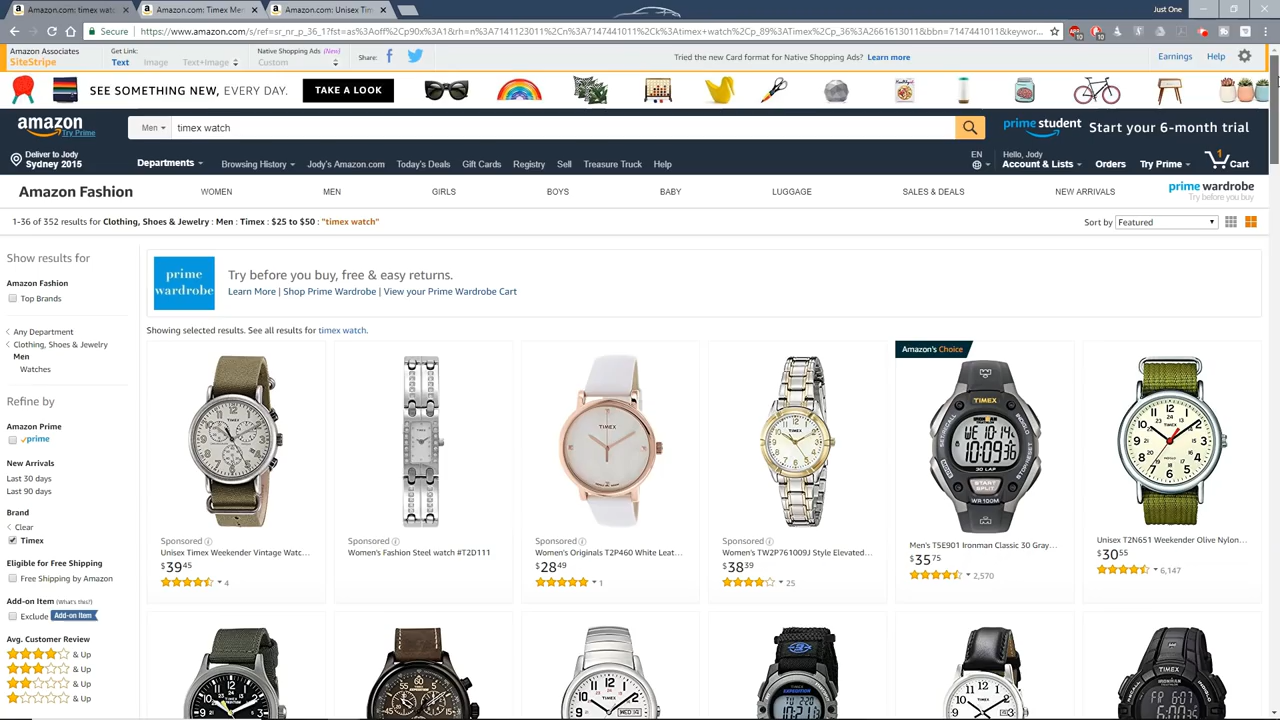 Amazon.com: timex wat
Amazon.com: Timex Me
Amazon.com: Unisex Tim
Just One
Secure
https://www.amazon.com/s/ref=sr_nr_p_36_1?fst=as%3Aoff%2Cp90x%3A1&rh=n%3A7141123011%2Cn%3A7147441011%2Ck%3Atimex+watch%2Cp_89%3ATimex%2Cp_36%3A2661613011&bbn=7147441011&keywor...
Amazon Associates
SiteStripe
Get Link:
Text
Image
Text+Image
Native Shopping Ads (New)
Custom
Share:
Tried the new Card format for Native Shopping Ads? Learn more
Earnings
Help
SEE SOMETHING NEW, EVERY DAY.
TAKE A LOOK
amazon
Try Prime
Men
timex watch
prime student
Start your 6-month trial
Deliver to Jody
Sydney 2015
Departments
Browsing History
Jody's Amazon.com
Today's Deals
Gift Cards
Registry
Sell
Treasure Truck
Help
EN
Hello, Jody
Account & Lists
Orders
Try Prime
1
Cart
Amazon Fashion
WOMEN
MEN
GIRLS
BOYS
BABY
LUGGAGE
SALES & DEALS
NEW ARRIVALS
prime wardrobe
Try before you buy
1-36 of 352 results for Clothing, Shoes & Jewelry : Men : Timex : $25 to $50 : "timex watch"
Sort by
Featured
Show results for
Amazon Fashion
Top Brands
Any Department
Clothing, Shoes & Jewelry
Men
Watches
Refine by
Amazon Prime
prime
New Arrivals
Last 30 days
Last 90 days
Brand
Clear
Timex
Eligible for Free Shipping
Free Shipping by Amazon
Add-on Item (What's this?)
Exclude Add-on Item
Avg. Customer Review
& Up
& Up
& Up
& Up
prime
wardrobe
Try before you buy, free & easy returns.
Learn More | Shop Prime Wardrobe | View your Prime Wardrobe Cart
Showing selected results. See all results for timex watch.
Amazon's Choice
Sponsored
Unisex Timex Weekender Vintage Watc...
$39 45
4
Sponsored
Women's Fashion Steel watch #T2D111
Sponsored
Women's Originals T2P460 White Leat...
$28 49
1
Sponsored
Women's TW2P761009J Style Elevated...
$38 39
25
TIMEX
30 LAP
START
SPLIT
WR100M
Men's T5E901 Ironman Classic 30 Gray...
$35 75
2,570
Unisex T2N651 Weekender Olive Nylon...
$30 55
6,147